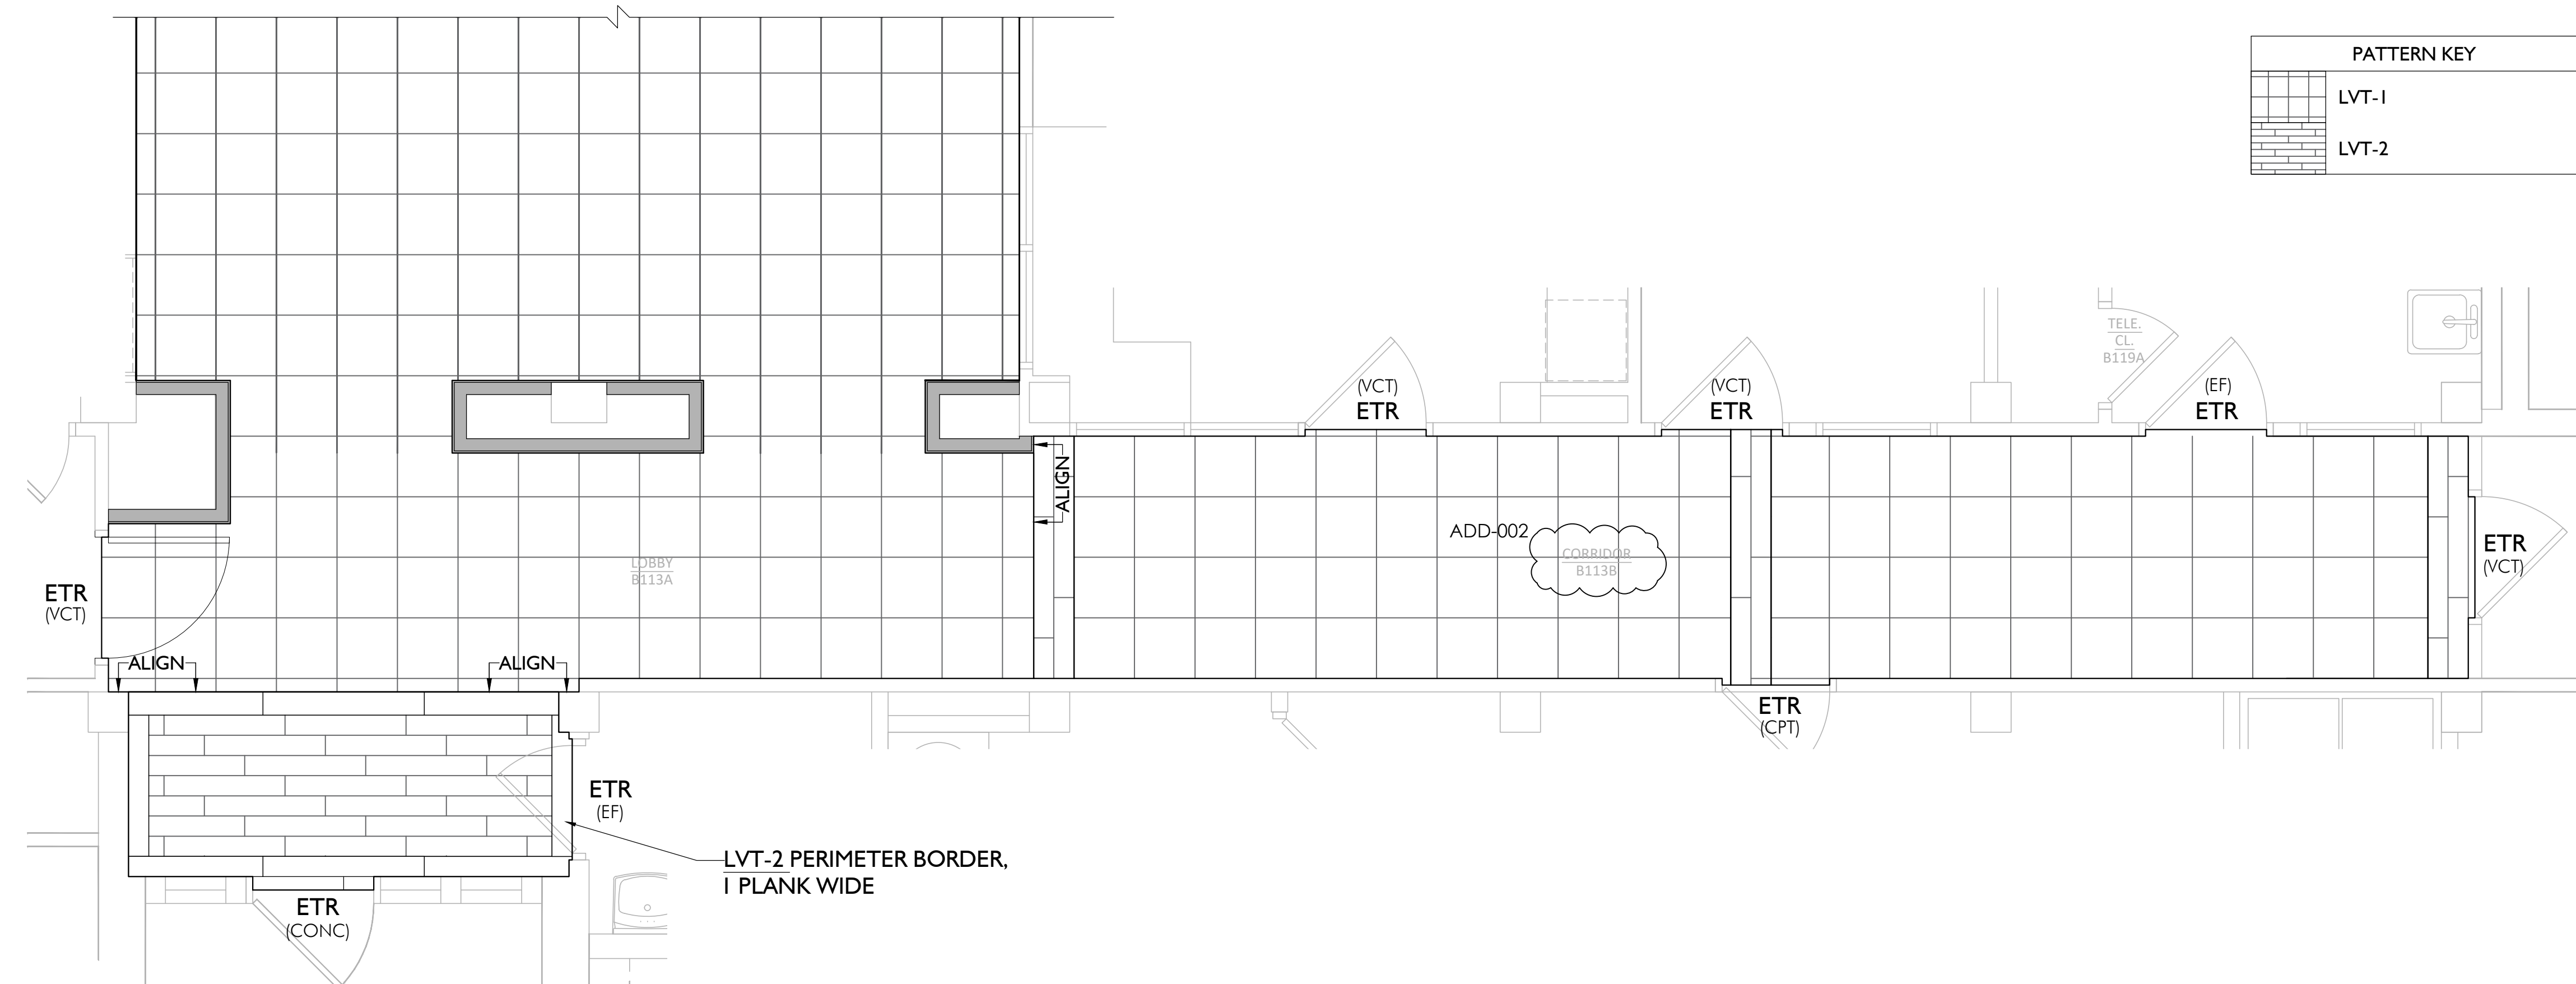 PATTERN KEY
LVT-1
LVT-2
TELE.
CL.
B119A
(VCT)
ETR
(VCT)
ETR
(EF)
ETR
ALIGN
ADD-002
CORRIDOR
B113B
LOBBY
B113A
ETR
(VCT)
ETR
(VCT)
ALIGN
ALIGN
ETR
(CPT)
ETR
(EF)
LVT-2 PERIMETER BORDER,
1 PLANK WIDE
ETR
(CONC)